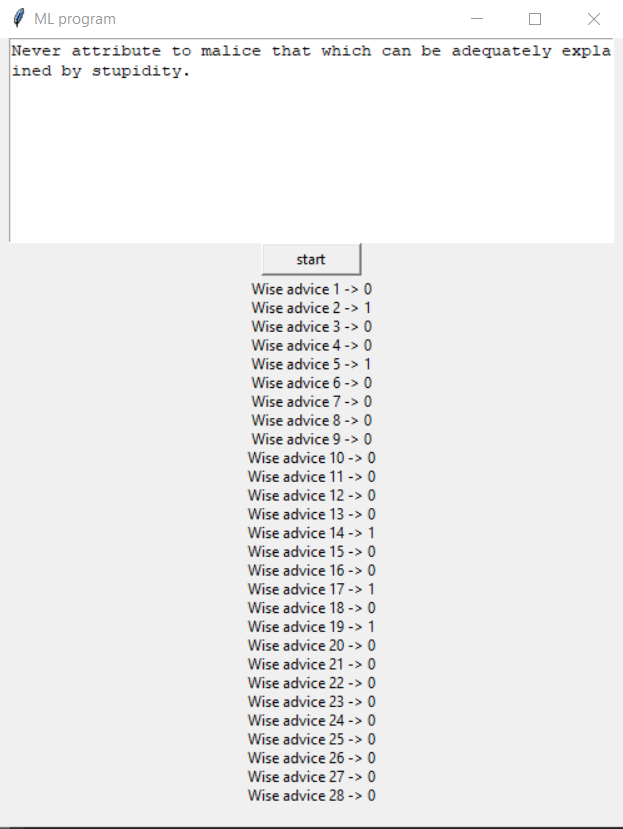 ML program
Never attribute to malice that which can be adequately expla
ined by stupidity.
start
Wise advice 1 -> 0
Wise advice 2 -> 1
Wise advice 3 -> 0
Wise advice 4 -> 0
Wise advice 5 -> 1
Wise advice 6 -> 0
Wise advice 7 -> 0
Wise advice 8 -> 0
Wise advice 9 -> 0
Wise advice 10 -> 0
Wise advice 11 -> 0
Wise advice 12 -> 0
Wise advice 13 -> 0
Wise advice 14 -> 1
Wise advice 15 -> 0
Wise advice 16 -> 0
Wise advice 17 -> 1
Wise advice 18 -> 0
Wise advice 19 -> 1
Wise advice 20 -> 0
Wise advice 21 -> 0
Wise advice 22 -> 0
Wise advice 23 -> 0
Wise advice 24 -> 0
Wise advice 25 -> 0
Wise advice 26 -> 0
Wise advice 27 -> 0
Wise advice 28 -> 0